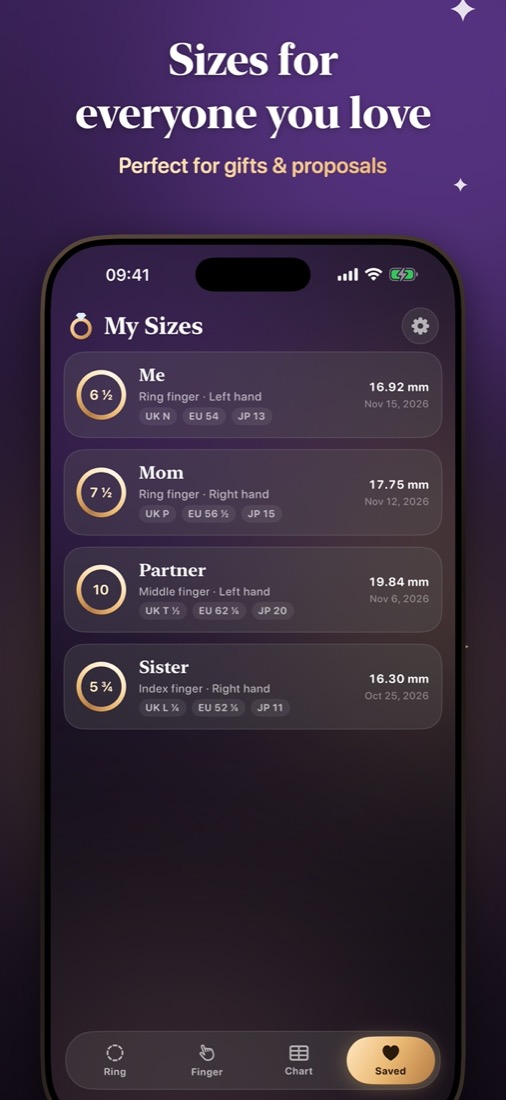 Sizes for
everyone you love
Perfect for gifts & proposals
09:41
My Sizes
6 ½
Me
Ring finger · Left hand
UK N EU 54 JP 13
16.92 mm
Nov 15, 2026
7 ½
Mom
Ring finger · Right hand
UK P EU 56 ½ JP 15
17.75 mm
Nov 12, 2026
10
Partner
Middle finger · Left hand
UK T ½ EU 62 ¼ JP 20
19.84 mm
Nov 6, 2026
5 ¾
Sister
Index finger · Right hand
UK L ¼ EU 52 ¼ JP 11
16.30 mm
Oct 25, 2026
Ring Finger Chart Saved